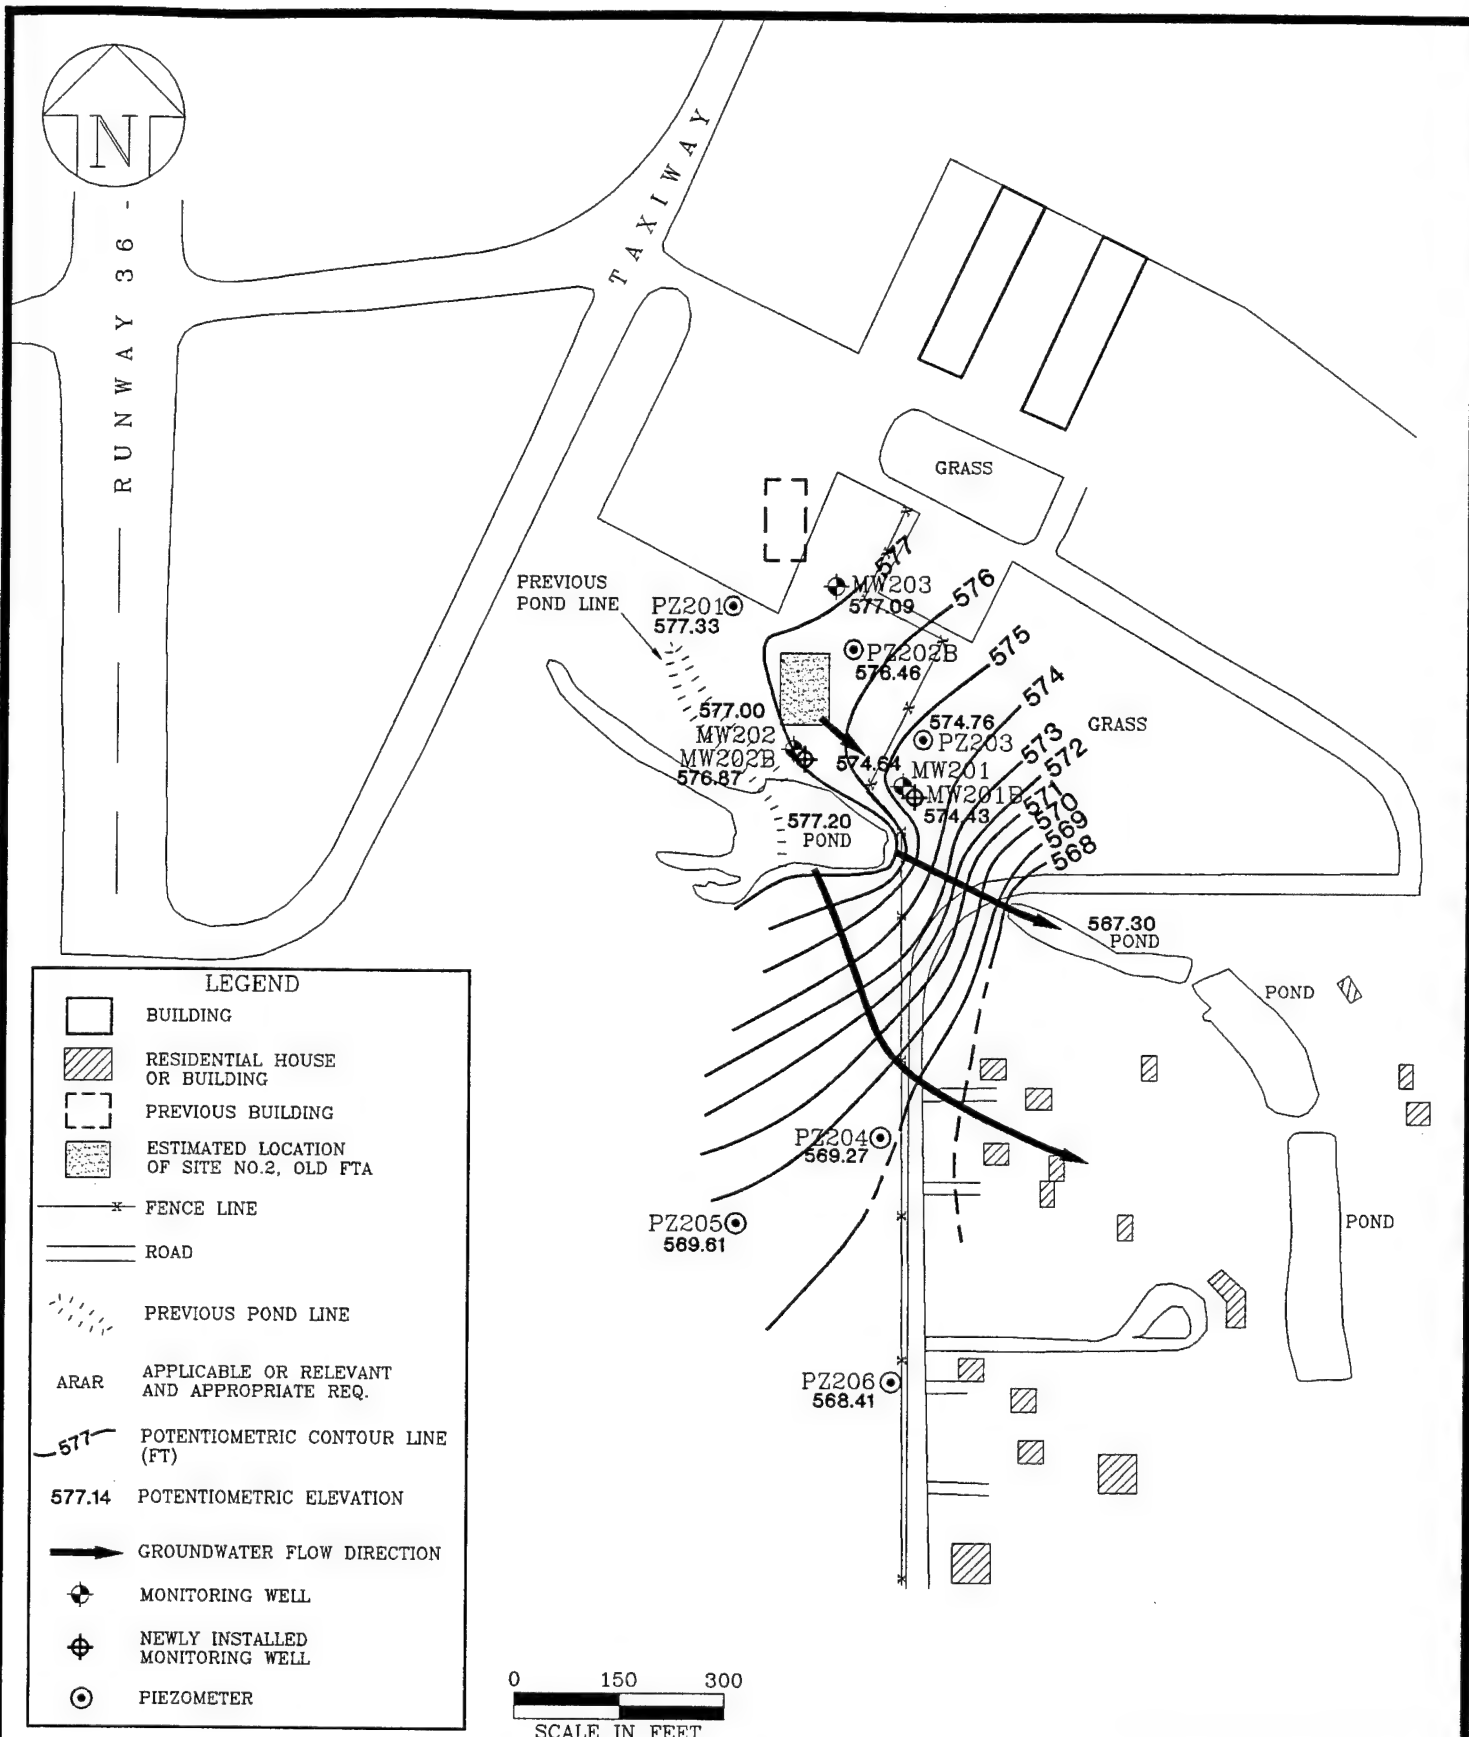 N
RUNWAY 36 -
TAXIWAY
GRASS
577
576
575
574
573
572
571
570
569
568
PREVIOUS
POND LINE
PZ201
577.33
MW203
577.09
PZ202B
576.46
577.00
MW202
MW202B
576.87
574.76
PZ203
574.64
MW201
MW201B
574.43
GRASS
577.20
POND
567.30
POND
POND
POND
PZ204
569.27
PZ205
569.61
PZ206
568.41
LEGEND
BUILDING
RESIDENTIAL HOUSE
OR BUILDING
PREVIOUS BUILDING
ESTIMATED LOCATION
OF SITE NO.2, OLD FTA
FENCE LINE
ROAD
PREVIOUS POND LINE
ARAR APPLICABLE OR RELEVANT
AND APPROPRIATE REQ.
577 POTENTIOMETRIC CONTOUR LINE
(FT)
577.14 POTENTIOMETRIC ELEVATION
GROUNDWATER FLOW DIRECTION
MONITORING WELL
NEWLY INSTALLED
MONITORING WELL
PIEZOMETER
0 150 300
SCALE IN FEET